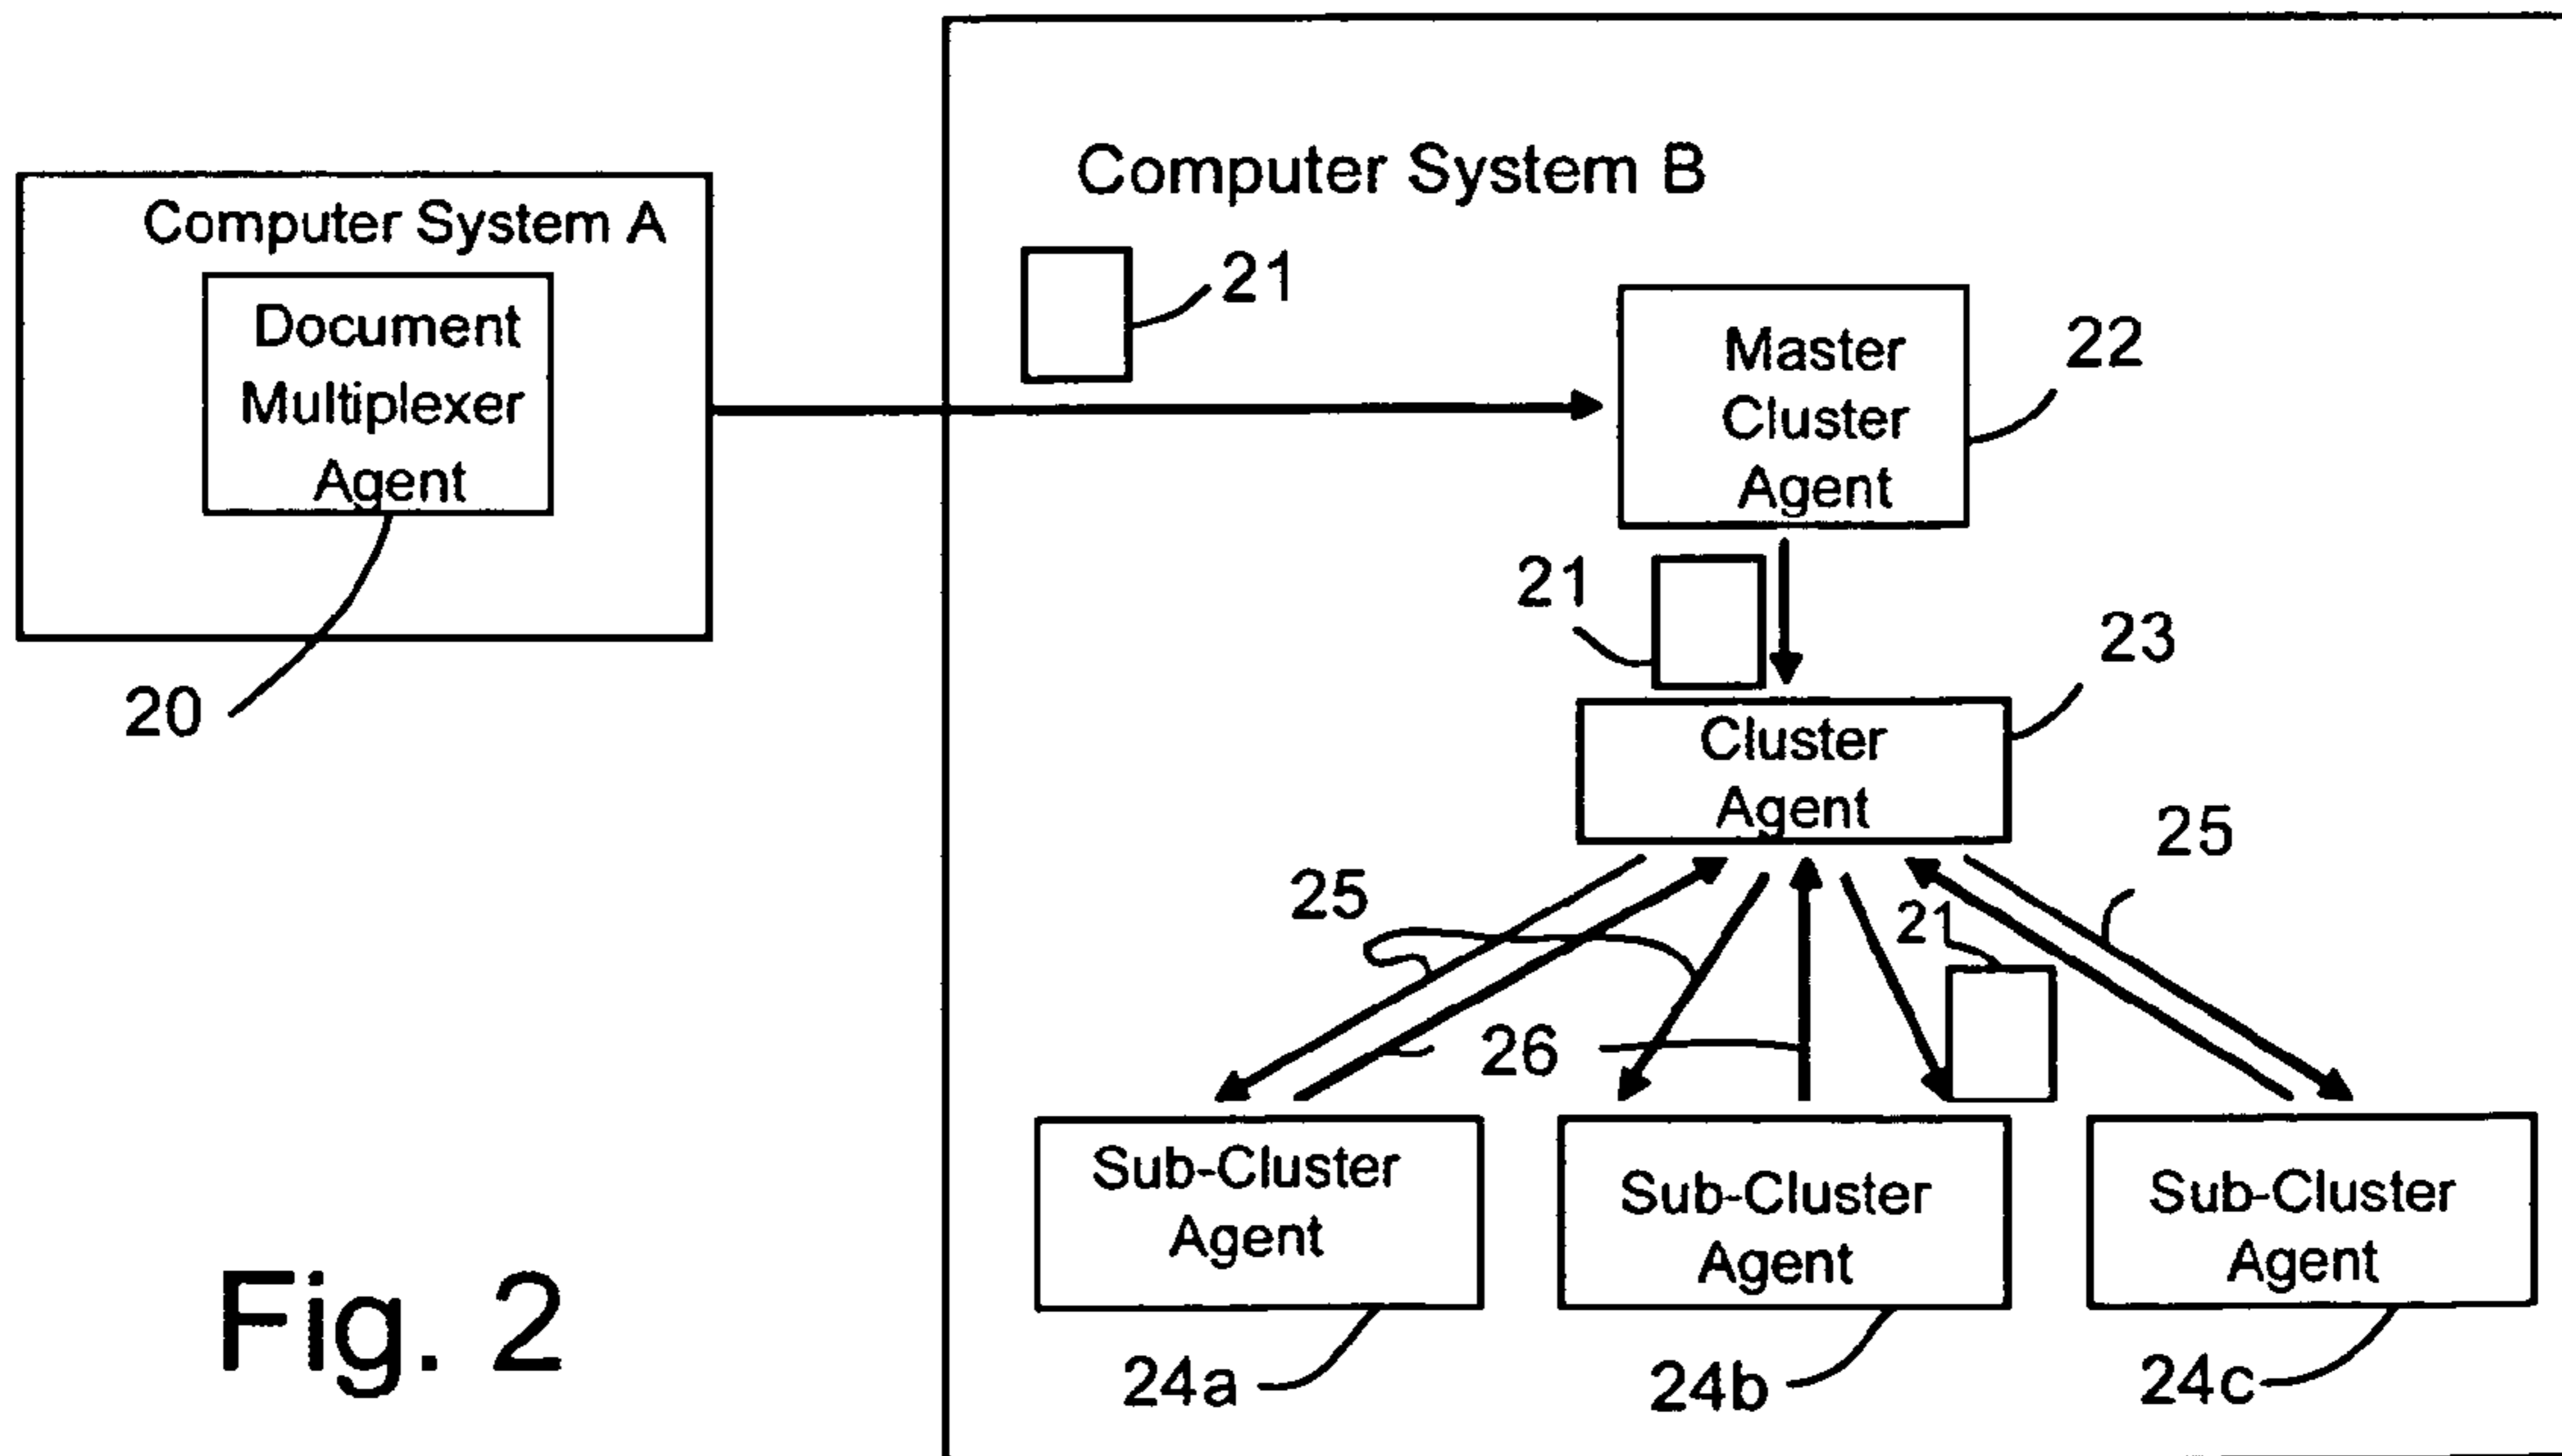 Computer System A
Document
Multiplexer
Agent
20
Computer System B
21
Master
Cluster
Agent
22
21
Cluster
Agent
23
25
25
21
26
Sub-Cluster
Agent
24a
Sub-Cluster
Agent
24b
Sub-Cluster
Agent
24c
Fig. 2